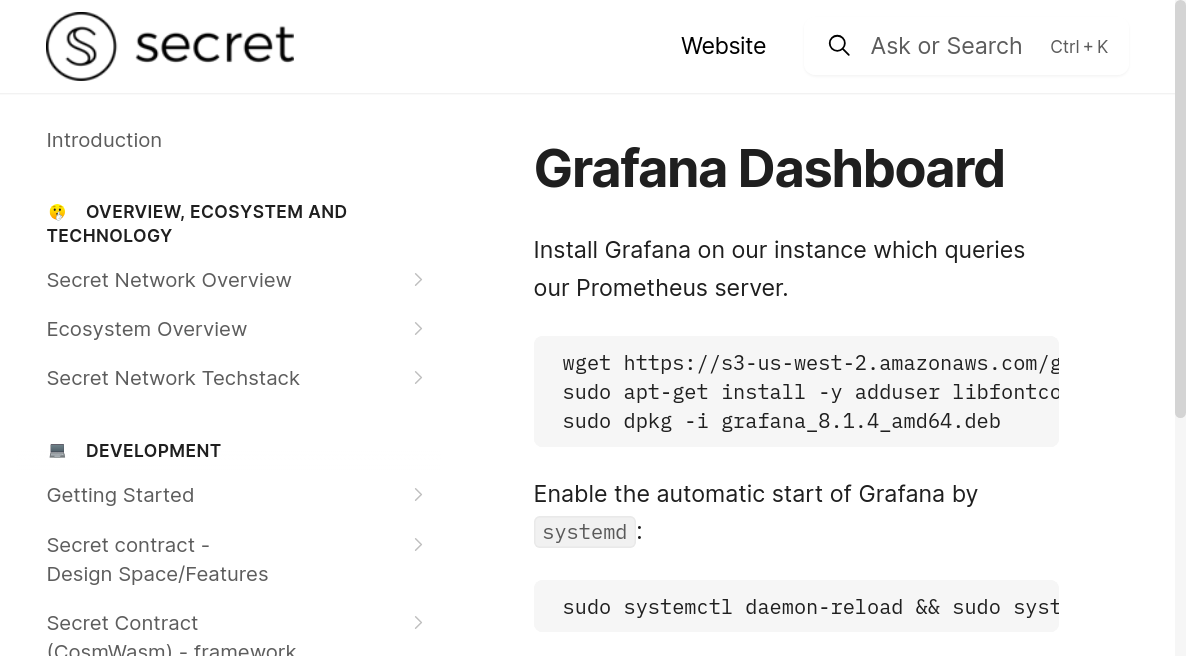 secret
Website
Ask or Search Ctrl + K
Introduction
OVERVIEW, ECOSYSTEM AND
TECHNOLOGY
Secret Network Overview
Ecosystem Overview
Secret Network Techstack
DEVELOPMENT
Getting Started
Secret contract -
Design Space/Features
Secret Contract
(CosmWasm) - framework
Grafana Dashboard
Install Grafana on our instance which queries
our Prometheus server.
wget https://s3-us-west-2.amazonaws.com/g
sudo apt-get install -y adduser libfontco
sudo dpkg -i grafana_8.1.4_amd64.deb
Enable the automatic start of Grafana by
systemd:
sudo systemctl daemon-reload && sudo syst